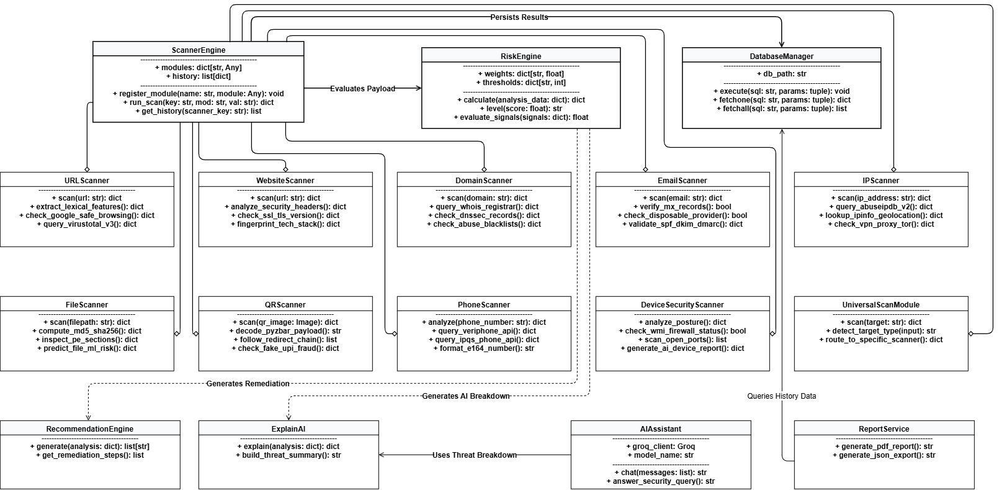 Persists Results
ScannerEngine
--------------------------------------------
+ modules: dict[str, Any]
+ history: list[dict]
--------------------------------------------
+ register_module(name: str, module: Any): void
+ run_scan(key: str, mod: str, val: str): dict
+ get_history(scanner_key: str): list
Evaluates Payload
RiskEngine
--------------------------------------------
+ weights: dict[str, float]
+ thresholds: dict[str, int]
--------------------------------------------
+ calculate(analysis_data: dict): dict
+ level(score: float): str
+ evaluate_signals(signals: dict): float
DatabaseManager
--------------------------------------------
+ db_path: str
--------------------------------------------
+ execute(sql: str, params: tuple): void
+ fetchone(sql: str, params: tuple): dict
+ fetchall(sql: str, params: tuple): list
URLScanner
------------------------------------
+ scan(url: str): dict
+ extract_lexical_features(): dict
+ check_google_safe_browsing(): dict
+ query_virustotal_v3(): dict
WebsiteScanner
------------------------------------
+ scan(url: str): dict
+ analyze_security_headers(): dict
+ check_ssl_tls_version(): dict
+ fingerprint_tech_stack(): dict
DomainScanner
------------------------------------
+ scan(domain: str): dict
+ query_whois_registrar(): dict
+ check_dnssec_records(): dict
+ check_abuse_blacklists(): dict
EmailScanner
------------------------------------
+ scan(email: str): dict
+ verify_mx_records(): bool
+ check_disposable_provider(): bool
+ validate_spf_dkim_dmarc(): dict
IPScanner
------------------------------------
+ scan(ip_address: str): dict
+ query_abuseipdb_v2(): dict
+ lookup_ipinfo_geolocation(): dict
+ check_vpn_proxy_tor(): dict
FileScanner
------------------------------------
+ scan(filepath: str): dict
+ compute_md5_sha256(): dict
+ inspect_pe_sections(): dict
+ predict_file_ml_risk(): dict
QRScanner
------------------------------------
+ scan(qr_image: Image): dict
+ decode_pyzbar_payload(): str
+ follow_redirect_chain(): list
+ check_fake_upi_fraud(): dict
PhoneScanner
------------------------------------
+ analyze(phone_number: str): dict
+ query_veriphone_api(): dict
+ query_ipqs_phone_api(): dict
+ format_e164_number(): str
DeviceSecurityScanner
------------------------------------
+ analyze_posture(): dict
+ check_wmi_firewall_status(): bool
+ scan_open_ports(): list
+ generate_ai_device_report(): dict
UniversalScanModule
------------------------------------
+ scan(target: str): dict
+ detect_target_type(input): str
+ route_to_specific_scanner(): dict
Generates Remediation
Generates AI Breakdown
Queries History Data
RecommendationEngine
------------------------------------
+ generate(analysis: dict): list[str]
+ get_remediation_steps(): list
ExplainAI
------------------------------------
+ explain(analysis: dict): dict
+ build_threat_summary(): str
Uses Threat Breakdown
AIAssistant
------------------------------------
+ groq_client: Groq
+ model_name: str
------------------------------------
+ chat(messages: list): str
+ answer_security_query(): str
ReportService
------------------------------------
+ generate_pdf_report(): str
+ generate_json_export(): str